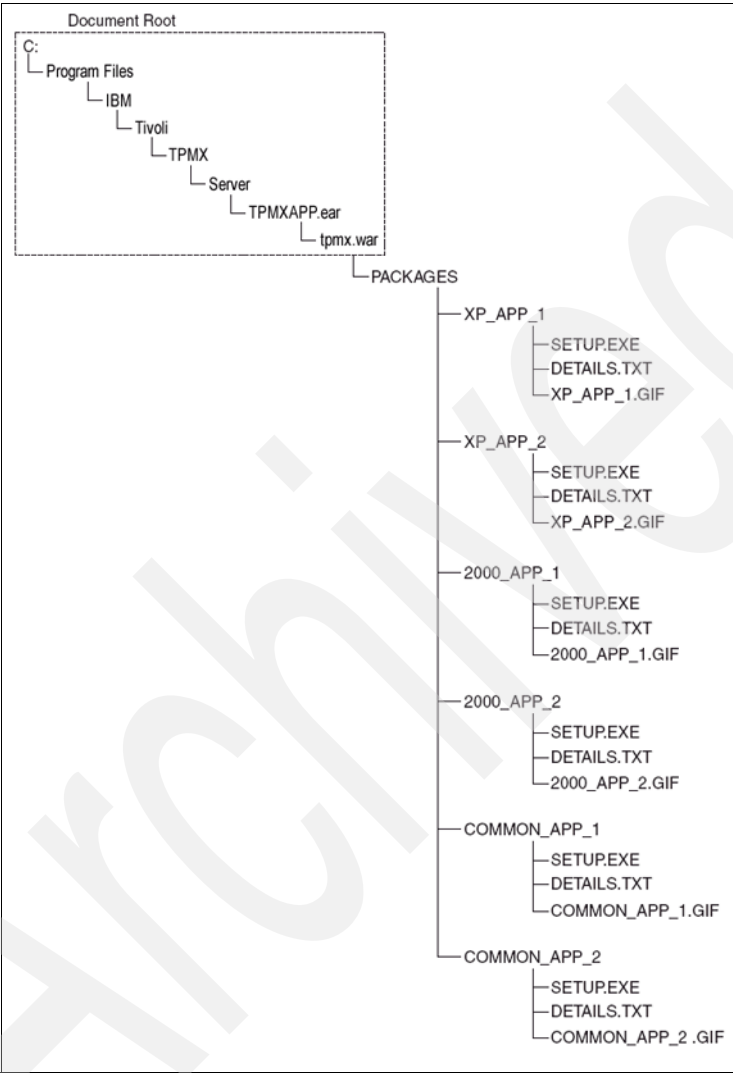 Document Root
C:
Program Files
IBM
Tivoli
TPMX
Server
TPMXAPP.ear
tpmx.war
PACKAGES
XP_APP_1
SETUP.EXE
DETAILS.TXT
XP_APP_1.GIF
XP_APP_2
SETUP.EXE
DETAILS.TXT
XP_APP_2.GIF
2000_APP_1
SETUP.EXE
DETAILS.TXT
2000_APP_1.GIF
2000_APP_2
SETUP.EXE
DETAILS.TXT
2000_APP_2.GIF
COMMON_APP_1
SETUP.EXE
DETAILS.TXT
COMMON_APP_1.GIF
COMMON_APP_2
SETUP.EXE
DETAILS.TXT
COMMON_APP_2 .GIF
Archived